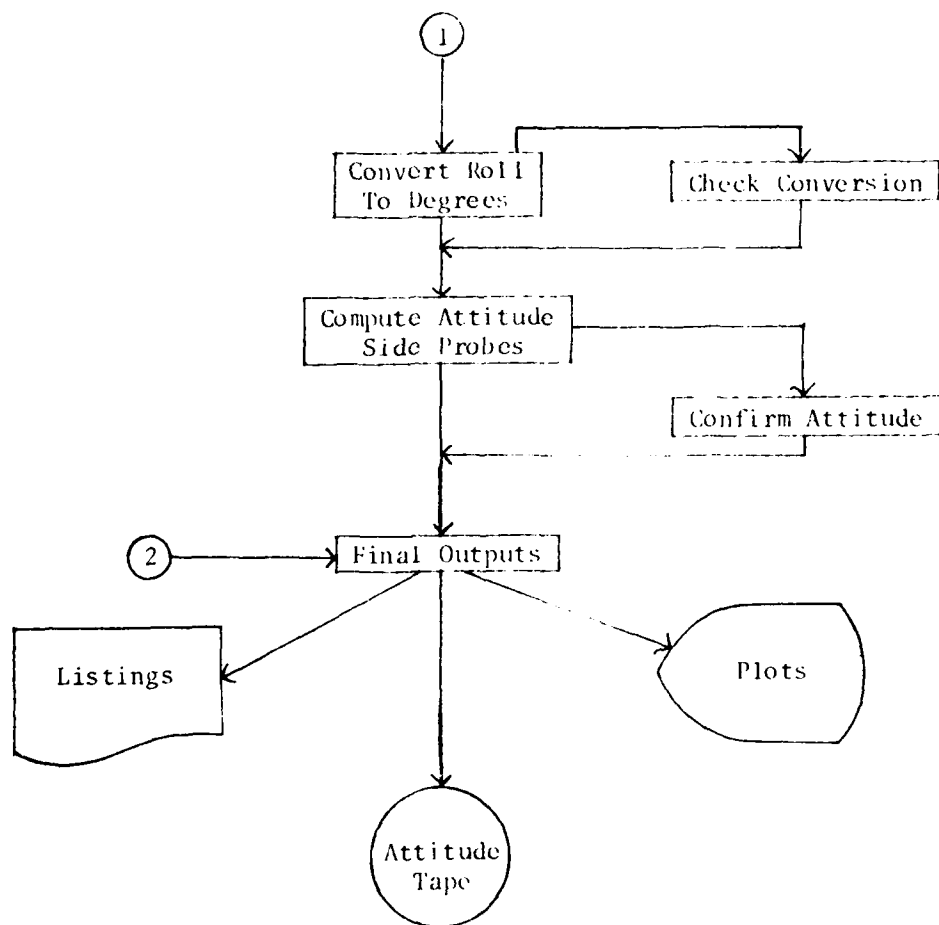 1
Convert Roll
To Degrees
Check Conversion
Compute Attitude
Side Probes
Confirm Attitude
2
Final Outputs
Listings
Plots
Attitude
Tape